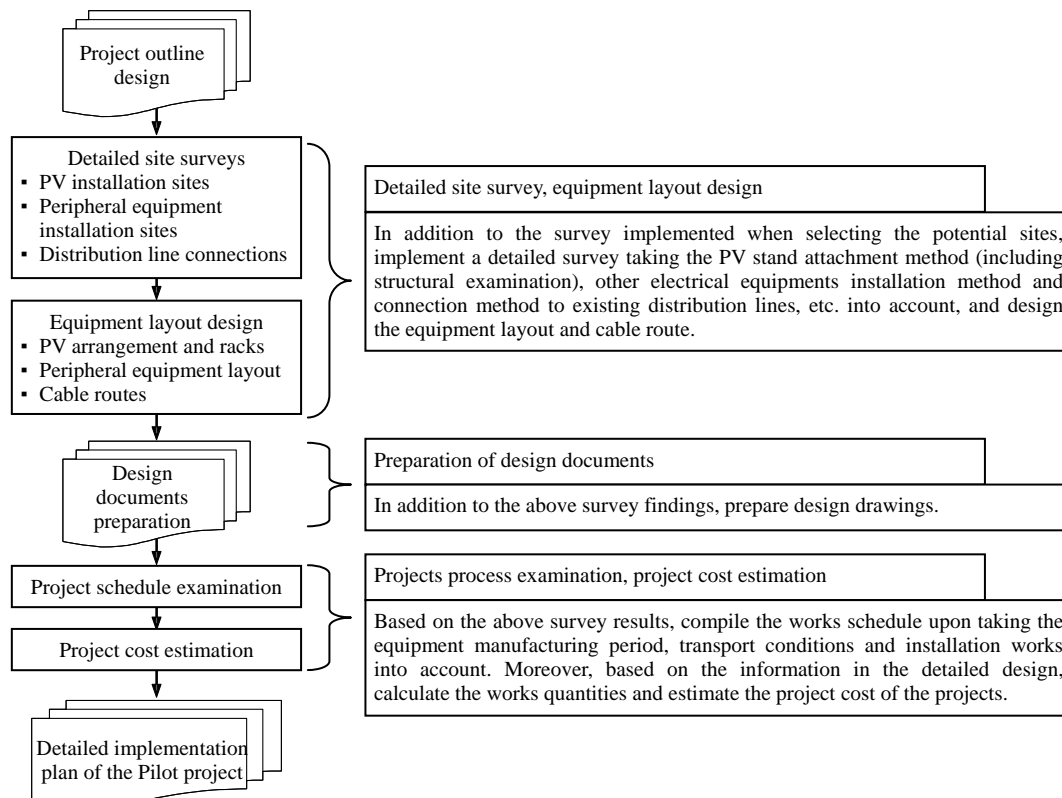 Project outline
design
Detailed site surveys
▪ PV installation sites
▪ Peripheral equipment
installation sites
▪ Distribution line connections
Equipment layout design
▪ PV arrangement and racks
▪ Peripheral equipment layout
▪ Cable routes
Design
documents
preparation
Project schedule examination
Project cost estimation
Detailed implementation
plan of the Pilot project
Detailed site survey, equipment layout design
In addition to the survey implemented when selecting the potential sites,
implement a detailed survey taking the PV stand attachment method (including
structural examination), other electrical equipments installation method and
connection method to existing distribution lines, etc. into account, and design
the equipment layout and cable route.
Preparation of design documents
In addition to the above survey findings, prepare design drawings.
Projects process examination, project cost estimation
Based on the above survey results, compile the works schedule upon taking the
equipment manufacturing period, transport conditions and installation works
into account. Moreover, based on the information in the detailed design,
calculate the works quantities and estimate the project cost of the projects.